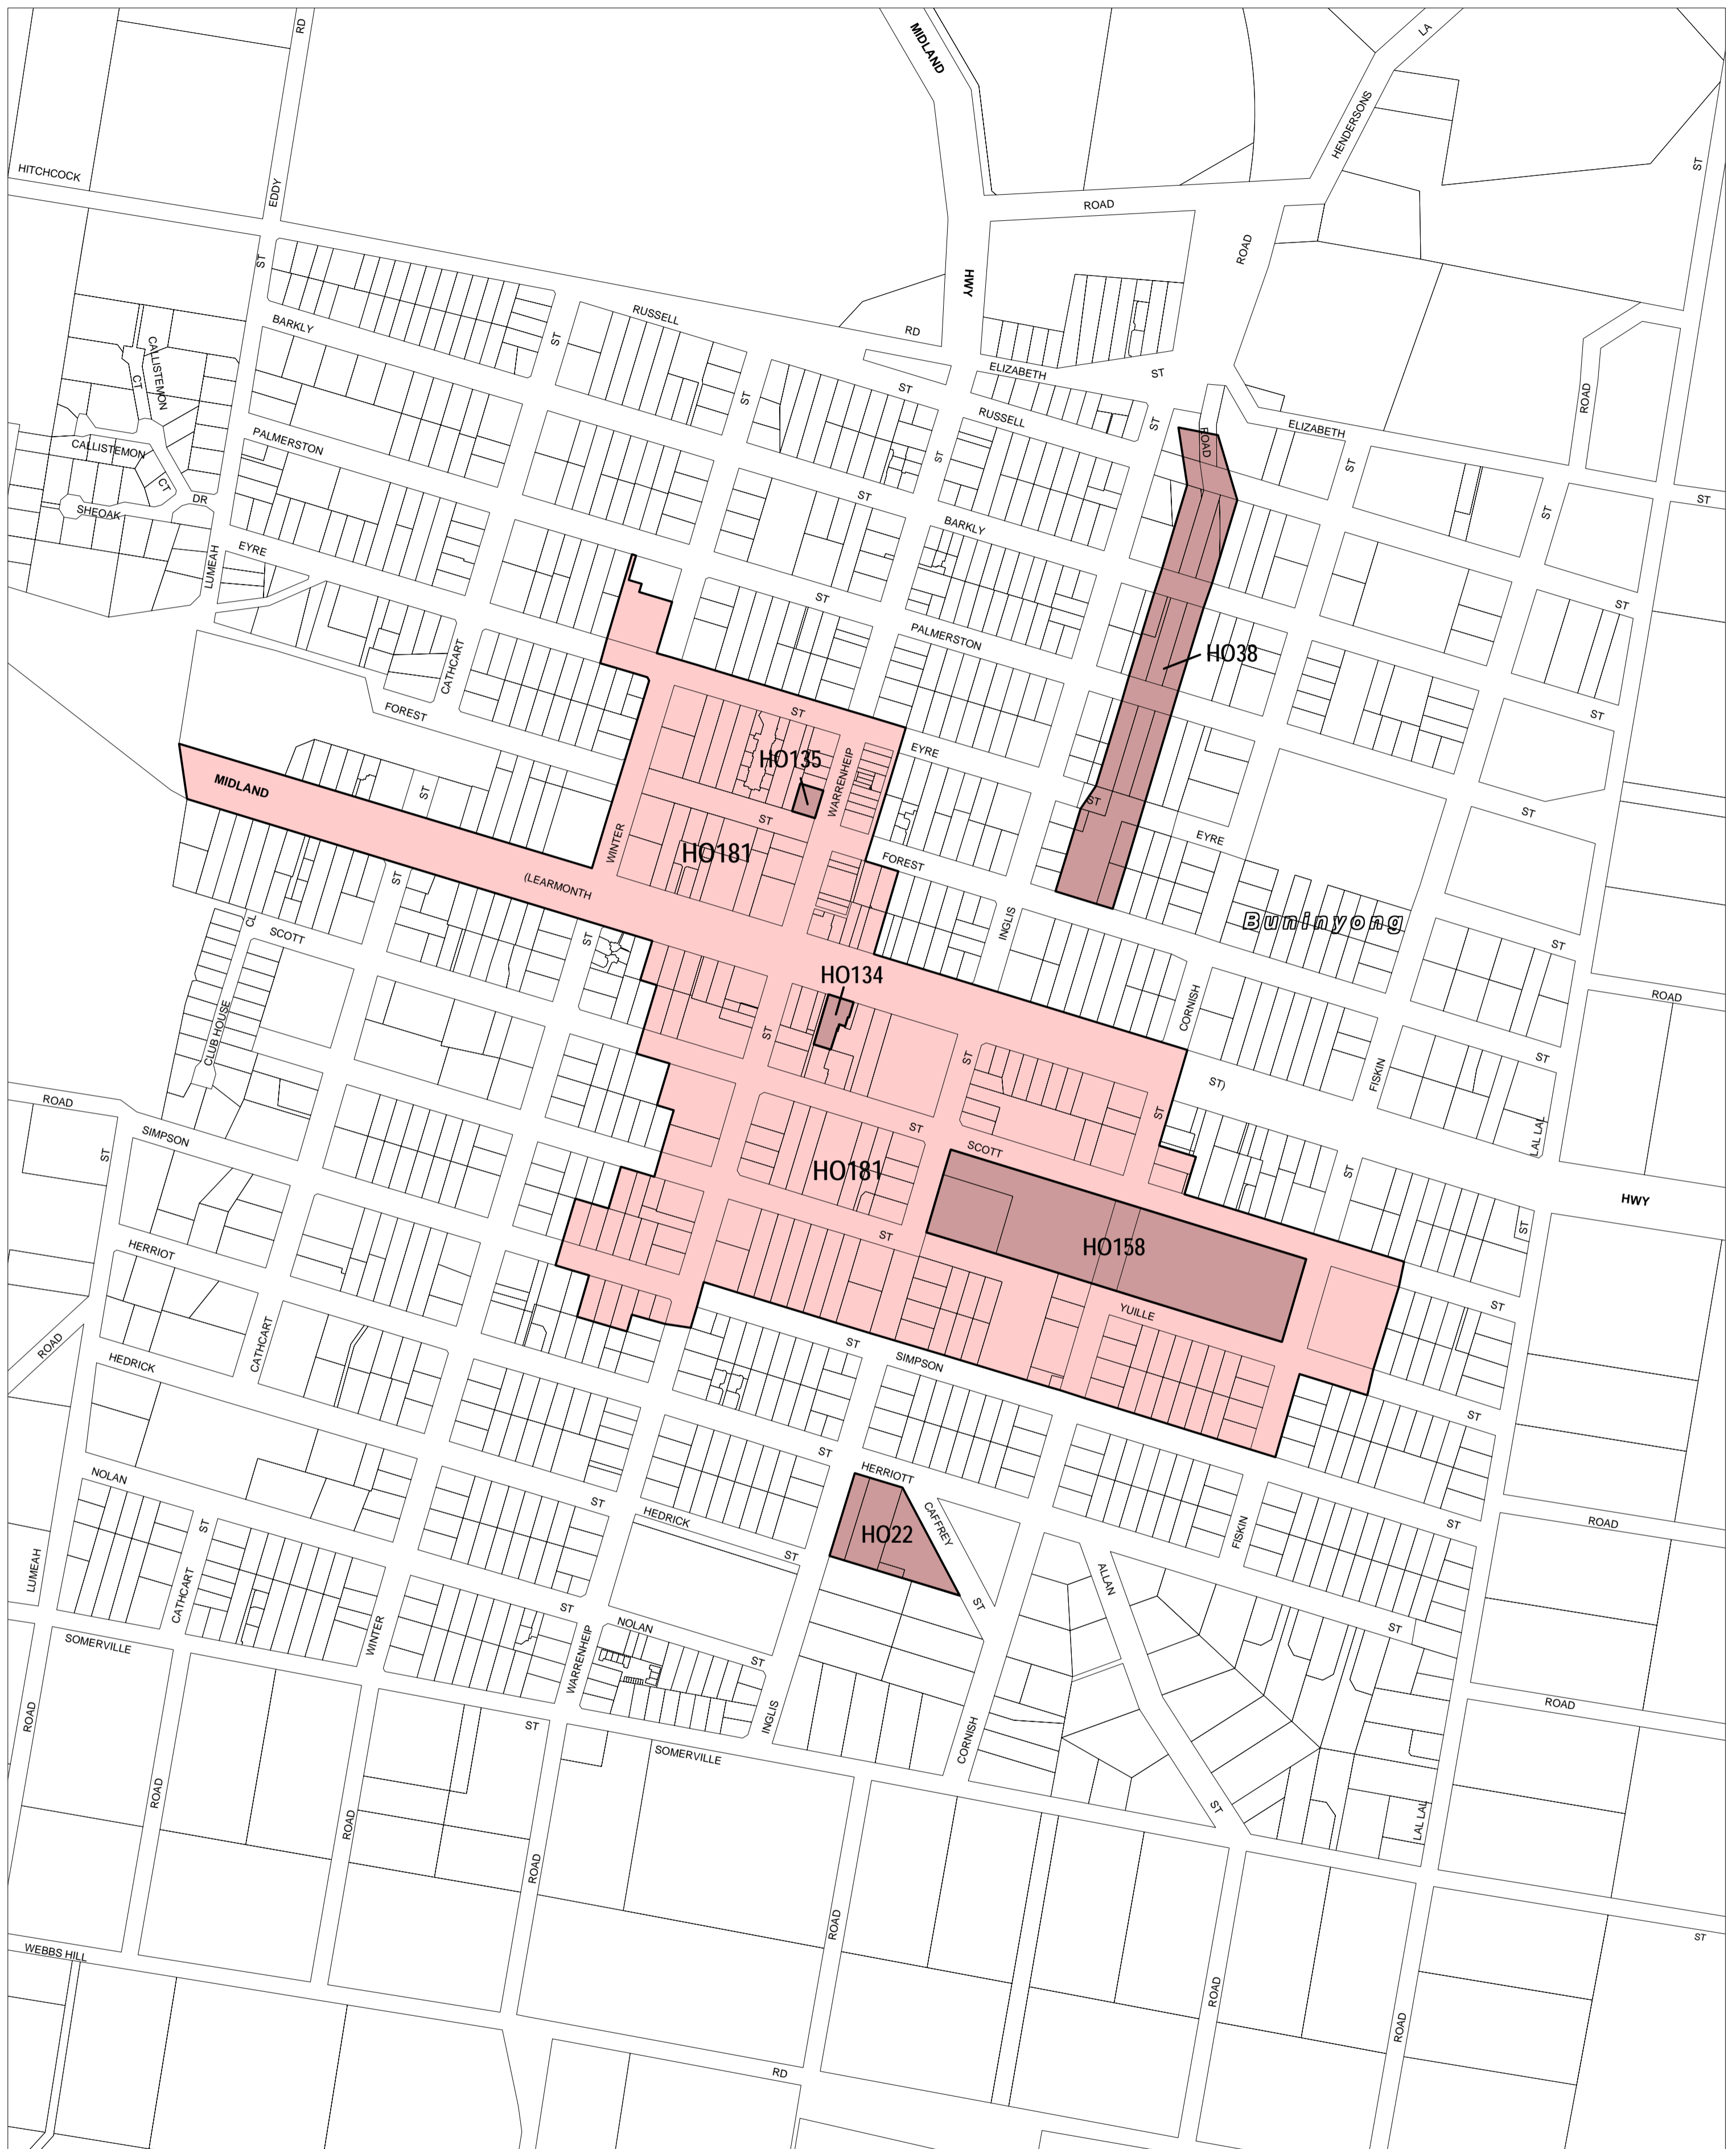 RD
MIDLAND
LA
HENDERSONS
ST
HITCHCOCK
EDDY
ROAD
ROAD
ST
HWY
RUSSELL
BARKLY
RD
ST
CALLISTEMON
CT
ELIZABETH
ST
ST
ST
ROAD
RUSSELL
ST
ROAD
ELIZABETH
PALMERSTON
CALLISTEMON
CT
DR
SHEOAK
ST
ST
ST
ST
ST
BARKLY
EYRE
LUMEAH
ST
ST
PALMERSTON
HO38
CATHCART
FOREST
ST
ST
EYRE
HO135
WARRENHEIP
MIDLAND
ST
ST
ST
ST
WINTER
EYRE
HO181
FOREST
(LEARMONTH
ST
INGLIS
Buninyong
CL
SCOTT
ST
ST
HO134
ROAD
CORNISH
CLUB HOUSE
ST
ST
ST
ST)
FISKIN
ROAD
SIMPSON
ST
ST
ST
LAL LAL
SCOTT
ST
HO181
HWY
ST
HERRIOT
ST
HO158
ST
YUILLE
ROAD
CATHCART
ST
HEDRICK
SIMPSON
ST
ST
HERRIOTT
NOLAN
ST
HEDRICK
CAFFREY
HO22
ST
ST
FISKIN
ROAD
ST
LUMEAH
CATHCART
ALLAN
ST
ST
WINTER
NOLAN
ST
SOMERVILLE
WARRENHEIP
ST
ROAD
ST
INGLIS
CORNISH
SOMERVILLE
ROAD
ROAD
ROAD
ST
LAL LAL
ROAD
ROAD
ST
WEBBS HILL
ROAD
ROAD
RD